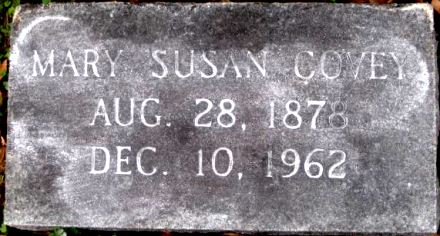 MARY SUSAN COVEY
AUG. 28, 1878
DEC. 10, 1962